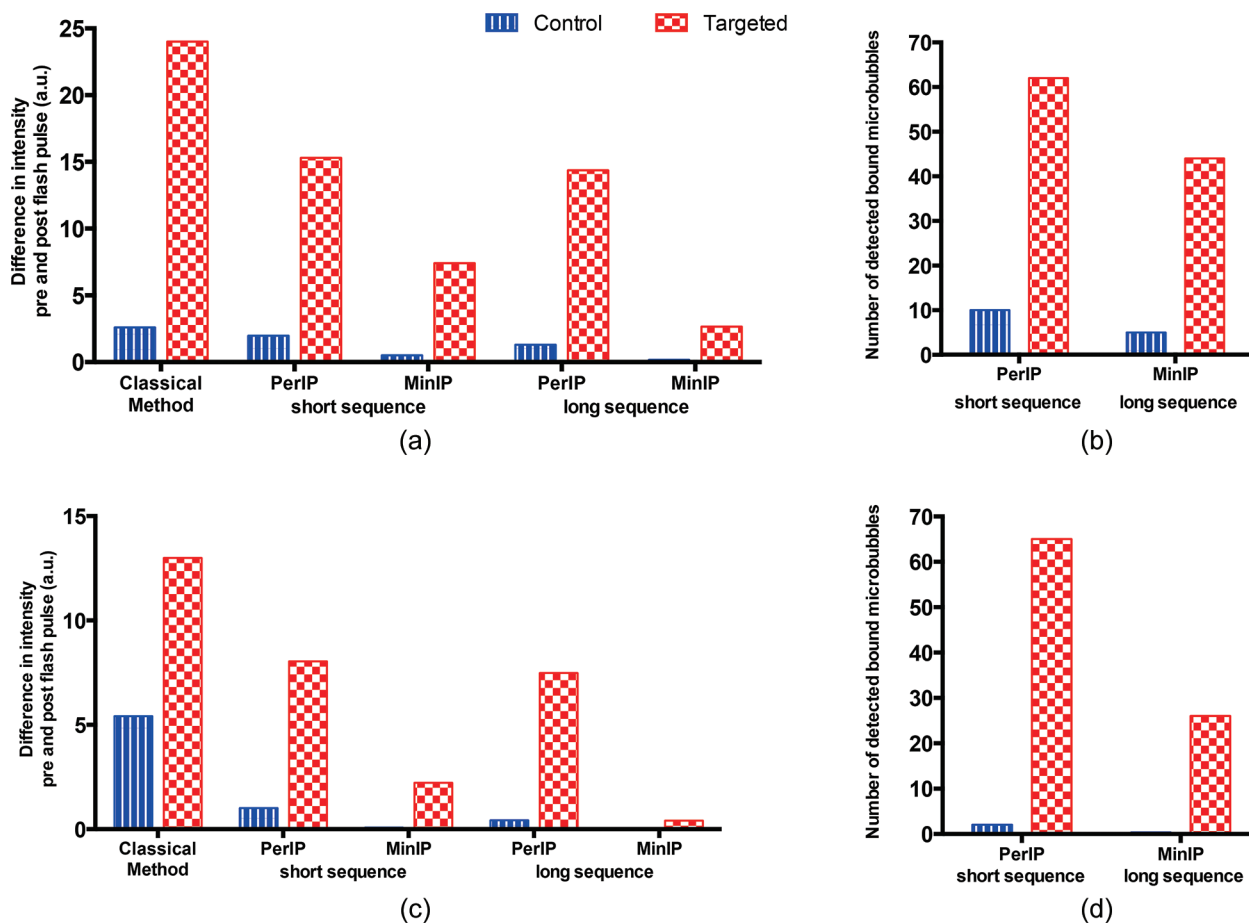 Control Targeted
Difference in intensity
pre and post flash pulse (a.u.)
25
20
15
10
5
0
Classical
Method
PerIP MinIP PerIP MinIP
short sequence long sequence
(a)
Number of detected bound microbubbles
70
60
50
40
30
20
10
0
PerIP MinIP
short sequence long sequence
(b)
Difference in intensity
pre and post flash pulse (a.u.)
15
10
5
0
Classical
Method
PerIP MinIP PerIP MinIP
short sequence long sequence
(c)
Number of detected bound microbubbles
70
60
50
40
30
20
10
0
PerIP MinIP
short sequence long sequence
(d)